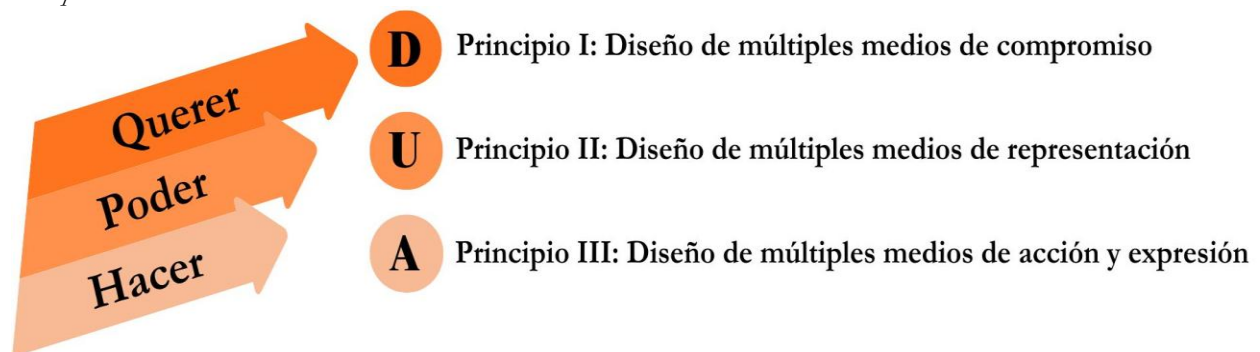 Querer
D Principio I: Diseño de múltiples medios de compromiso
Poder
U Principio II: Diseño de múltiples medios de representación
Hacer
A Principio III: Diseño de múltiples medios de acción y expresión